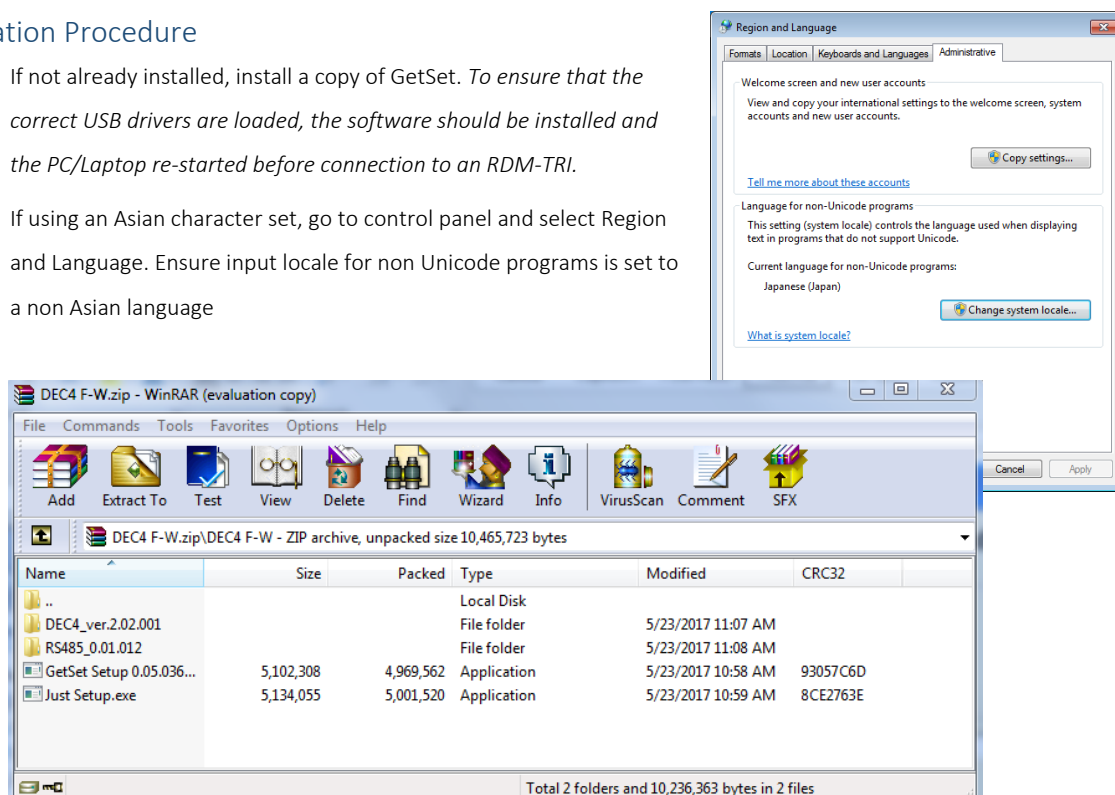 ation Procedure
If not already installed, install a copy of GetSet. To ensure that the
correct USB drivers are loaded, the software should be installed and
the PC/Laptop re-started before connection to an RDM-TRI.
If using an Asian character set, go to control panel and select Region
and Language. Ensure input locale for non Unicode programs is set to
a non Asian language
Region and Language
Formats Location Keyboards and Languages Administrative
Welcome screen and new user accounts
View and copy your international settings to the welcome screen, system
accounts and new user accounts.
Copy settings...
Tell me more about these accounts
Language for non-Unicode programs
This setting (system locale) controls the language used when displaying
text in programs that do not support Unicode.
Current language for non-Unicode programs:
Japanese (Japan)
Change system locale...
What is system locale?
Cancel Apply
DEC4 F-W.zip - WinRAR (evaluation copy)
File Commands Tools Favorites Options Help
Add Extract To Test View Delete Find Wizard Info VirusScan Comment SFX
DEC4 F-W.zip\DEC4 F-W - ZIP archive, unpacked size 10,465,723 bytes
Name Size Packed Type Modified CRC32
.. Local Disk
DEC4_ver.2.02.001 File folder 5/23/2017 11:07 AM
RS485_0.01.012 File folder 5/23/2017 11:08 AM
GetSet Setup 0.05.036... 5,102,308 4,969,562 Application 5/23/2017 10:58 AM 93057C6D
Just Setup.exe 5,134,055 5,001,520 Application 5/23/2017 10:59 AM 8CE2763E
Total 2 folders and 10,236,363 bytes in 2 files